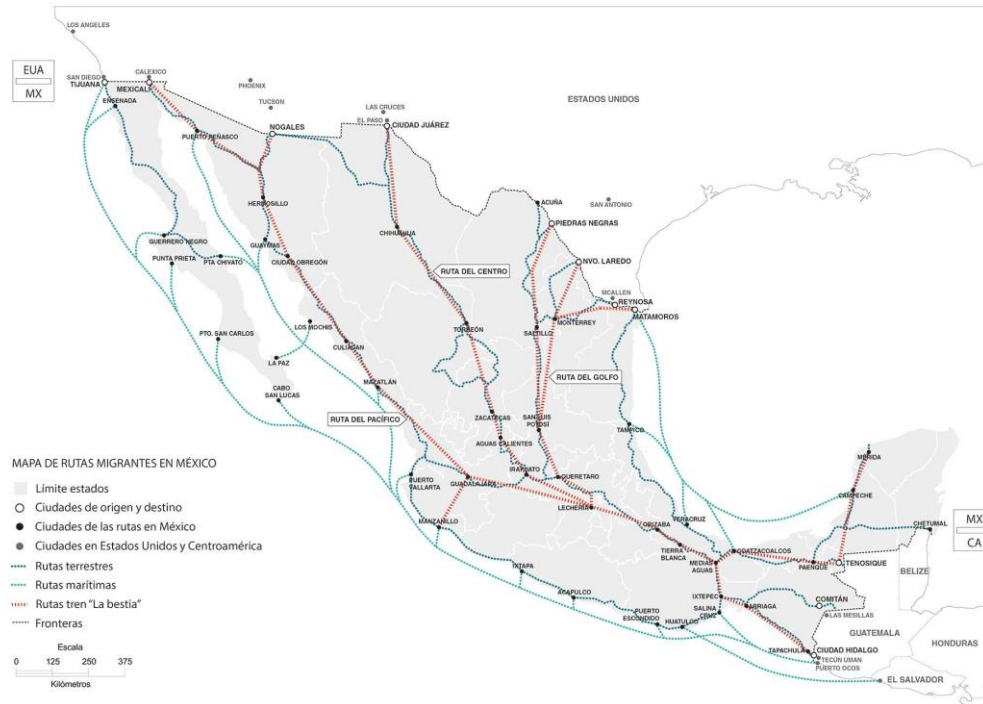 LOS ANGELES
EUA
MX
SAN DIEGO
TIJUANA
CALEXICO
MEXICALI
ENSENADA
PHOENIX
TUCSON
NOGALES
PUERTO PEÑASCO
LAS CRUCES
EL PASO
CIUDAD JUÁREZ
ESTADOS UNIDOS
HERMOSILLO
ACUÑA
SAN ANTONIO
PIEDRAS NEGRAS
CHIHUAHUA
GUERRERO NEGRO
GUAYMAS
PUNTA PRIETA
PTA CHIVATO
CIUDAD OBREGÓN
RUTA DEL CENTRO
NVO. LAREDO
MCALLEN
REYNOSA
MATAMOROS
PTO. SAN CARLOS
LOS MOCHIS
TORREÓN
SALTILLO
MONTERREY
CULIACAN
LA PAZ
CABO
SAN LUCAS
MAZATLÁN
RUTA DEL GOLFO
RUTA DEL PACÍFICO
ZACATECAS
SAN LUIS
POTOSÍ
TAMPICO
AGUAS CALIENTES
MÉRIDA
PUERTO
VALLARTA
GUADALAJARA
IRAPUATO
QUERETARO
CAMPECHE
LECHERIA
MANZANILLO
ORIZABA
VERACRUZ
CHETUMAL
MX
CA
TIERRA
BLANCA
COATZACOALCOS
MEDIAS
AGUAS
PAENQUE
TENOSIQUE
BELIZE
IXTAPA
ACAPULCO
IXTEPEC
SALINA
CRUZ
ARRIAGA
COMITÁN
LAS MESILLAS
PUERTO
ESCONDIDO
HUATULCO
GUATEMALA
HONDURAS
TAPACHULA
CIUDAD HIDALGO
TECÚN UMAN
PUERTO OCOS
EL SALVADOR
MAPA DE RUTAS MIGRANTES EN MÉXICO
Límite estados
Ciudades de origen y destino
Ciudades de las rutas en México
Ciudades en Estados Unidos y Centroamérica
Rutas terrestres
Rutas marítimas
Rutas tren "La bestia"
Fronteras
Escala
0 125 250 375
Kilómetros